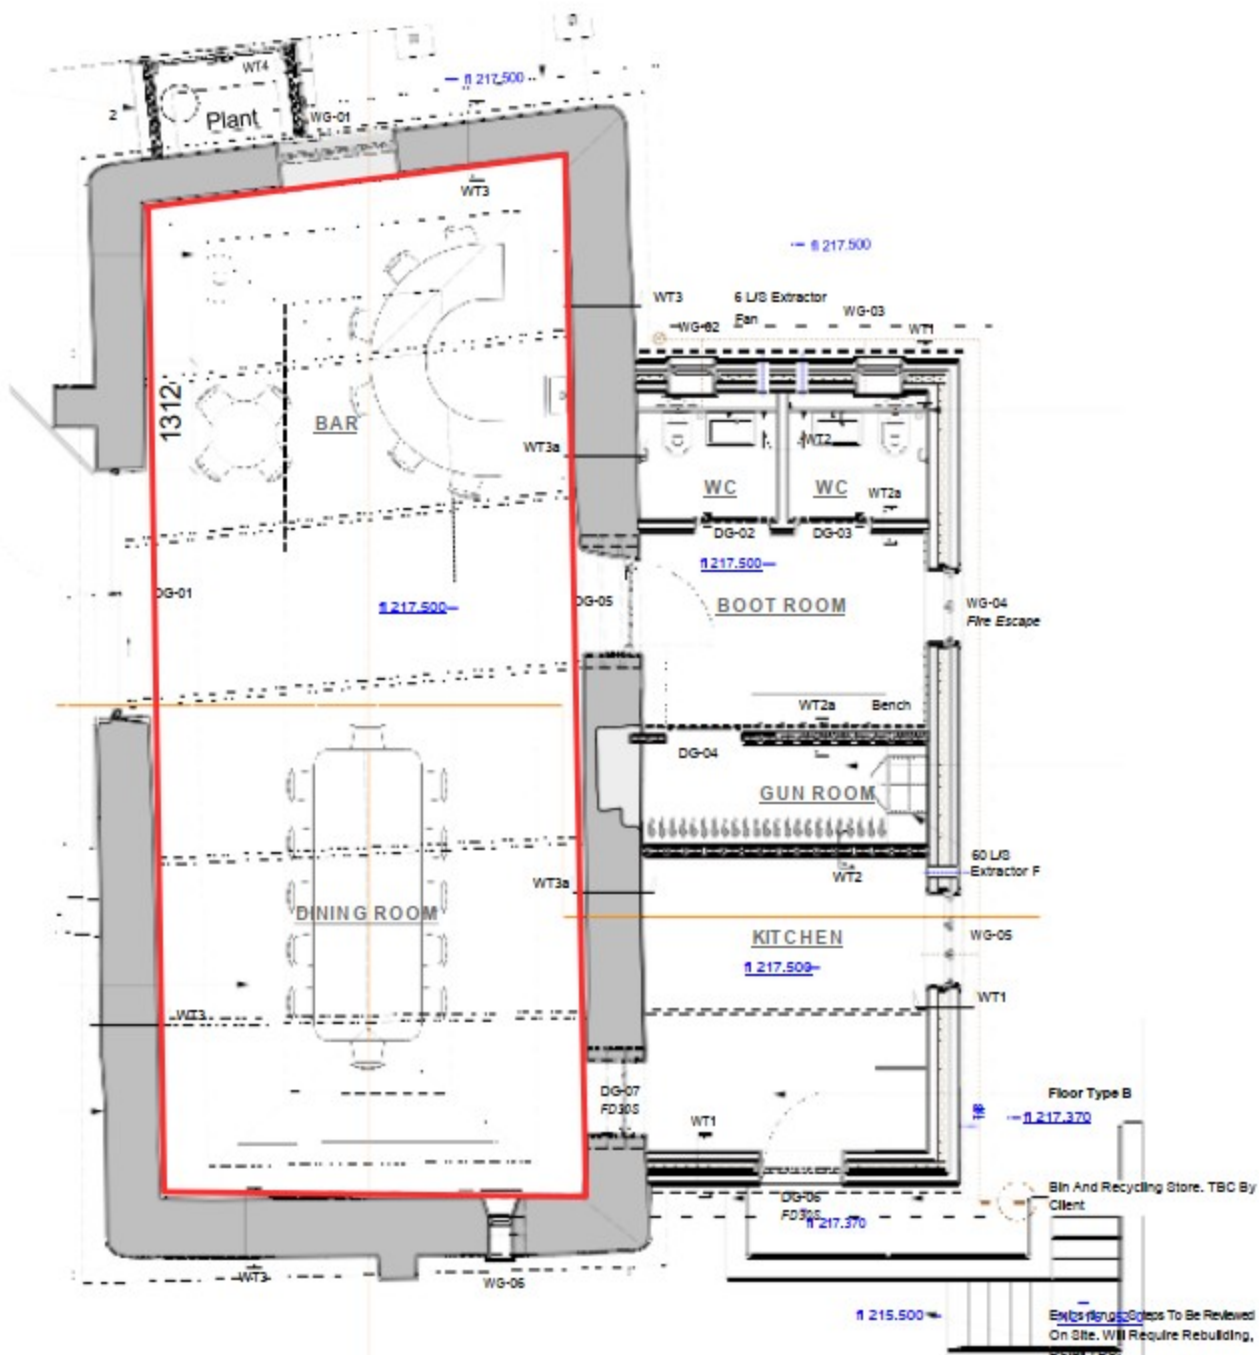 WT4
fl 217.500
2
Plant
WG-01
WT3
fl 217.500
WT3
6 L/S Extractor
Fan
WG-02
WG-03
WT1
1312
BAR
WT3a
WT2
WC
WC
WT2a
DG-02
DG-03
fl 217.500
DG-01
fl 217.500
DG-05
BOOT ROOM
WG-04
Fire Escape
WT2a
Bench
DG-04
GUN ROOM
60 L/S
Extractor F
WT2
WT3a
DINING ROOM
KITCHEN
WG-05
fl 217.500
WT1
WT3
DG-07
FD30S
WT1
Floor Type B
fl 217.370
Bin And Recycling Store. TBC By
Client
DG-06
FD30S
fl 217.370
WT3
WG-06
fl 215.500
Steps To Be Reviewed
On Site. Will Require Rebuilding,